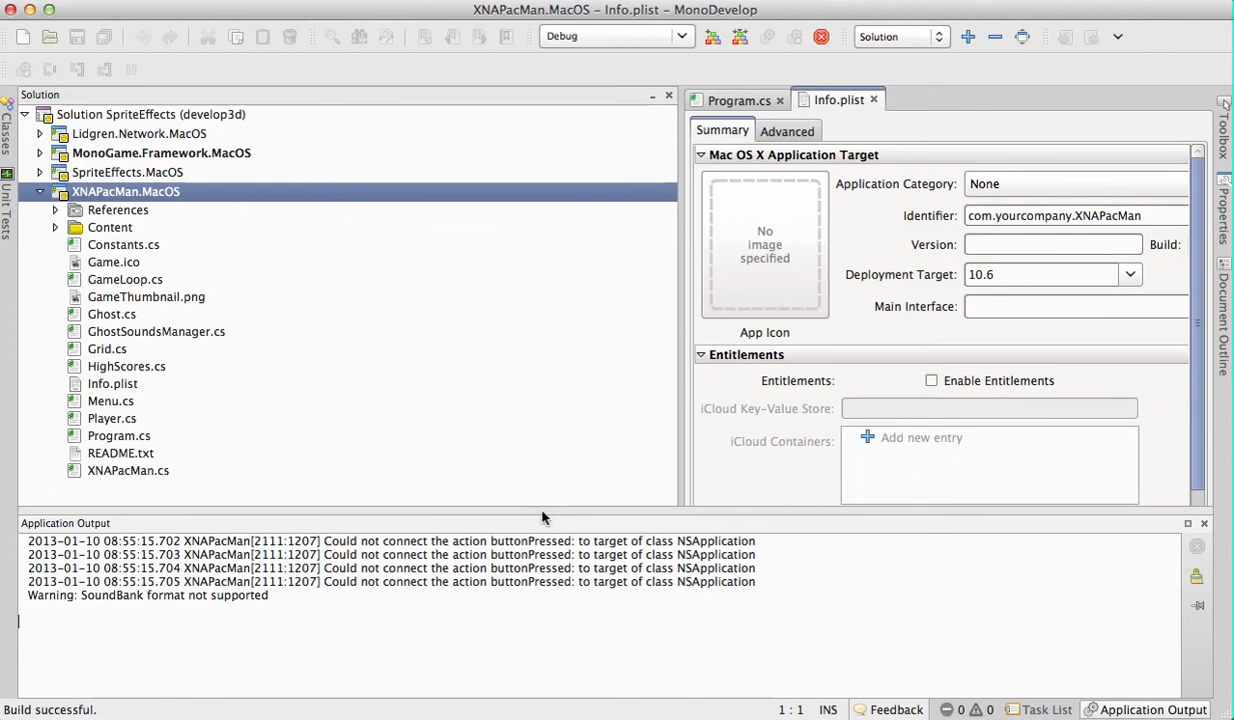 XNAPacMan.MacOS – Info.plist – MonoDevelop
Debug
Solution
Solution
Program.cs
Info.plist
Classes
Unit Tests
Solution SpriteEffects (develop3d)
Lidgren.Network.MacOS
MonoGame.Framework.MacOS
SpriteEffects.MacOS
XNAPacMan.MacOS
References
Content
Constants.cs
Game.ico
GameLoop.cs
GameThumbnail.png
Ghost.cs
GhostSoundsManager.cs
Grid.cs
HighScores.cs
Info.plist
Menu.cs
Player.cs
Program.cs
README.txt
XNAPacMan.cs
Summary
Advanced
Mac OS X Application Target
No image specified
App Icon
Application Category: None
Identifier: com.yourcompany.XNAPacMan
Version:
Build:
Deployment Target: 10.6
Main Interface:
Entitlements
Entitlements: Enable Entitlements
iCloud Key-Value Store:
iCloud Containers: Add new entry
Toolbox
Properties
Document Outline
Application Output
2013-01-10 08:55:15.702 XNAPacMan[2111:1207] Could not connect the action buttonPressed: to target of class NSApplication
2013-01-10 08:55:15.703 XNAPacMan[2111:1207] Could not connect the action buttonPressed: to target of class NSApplication
2013-01-10 08:55:15.704 XNAPacMan[2111:1207] Could not connect the action buttonPressed: to target of class NSApplication
2013-01-10 08:55:15.705 XNAPacMan[2111:1207] Could not connect the action buttonPressed: to target of class NSApplication
Warning: SoundBank format not supported
Build successful.
1 : 1
INS
Feedback
0
0
Task List
Application Output